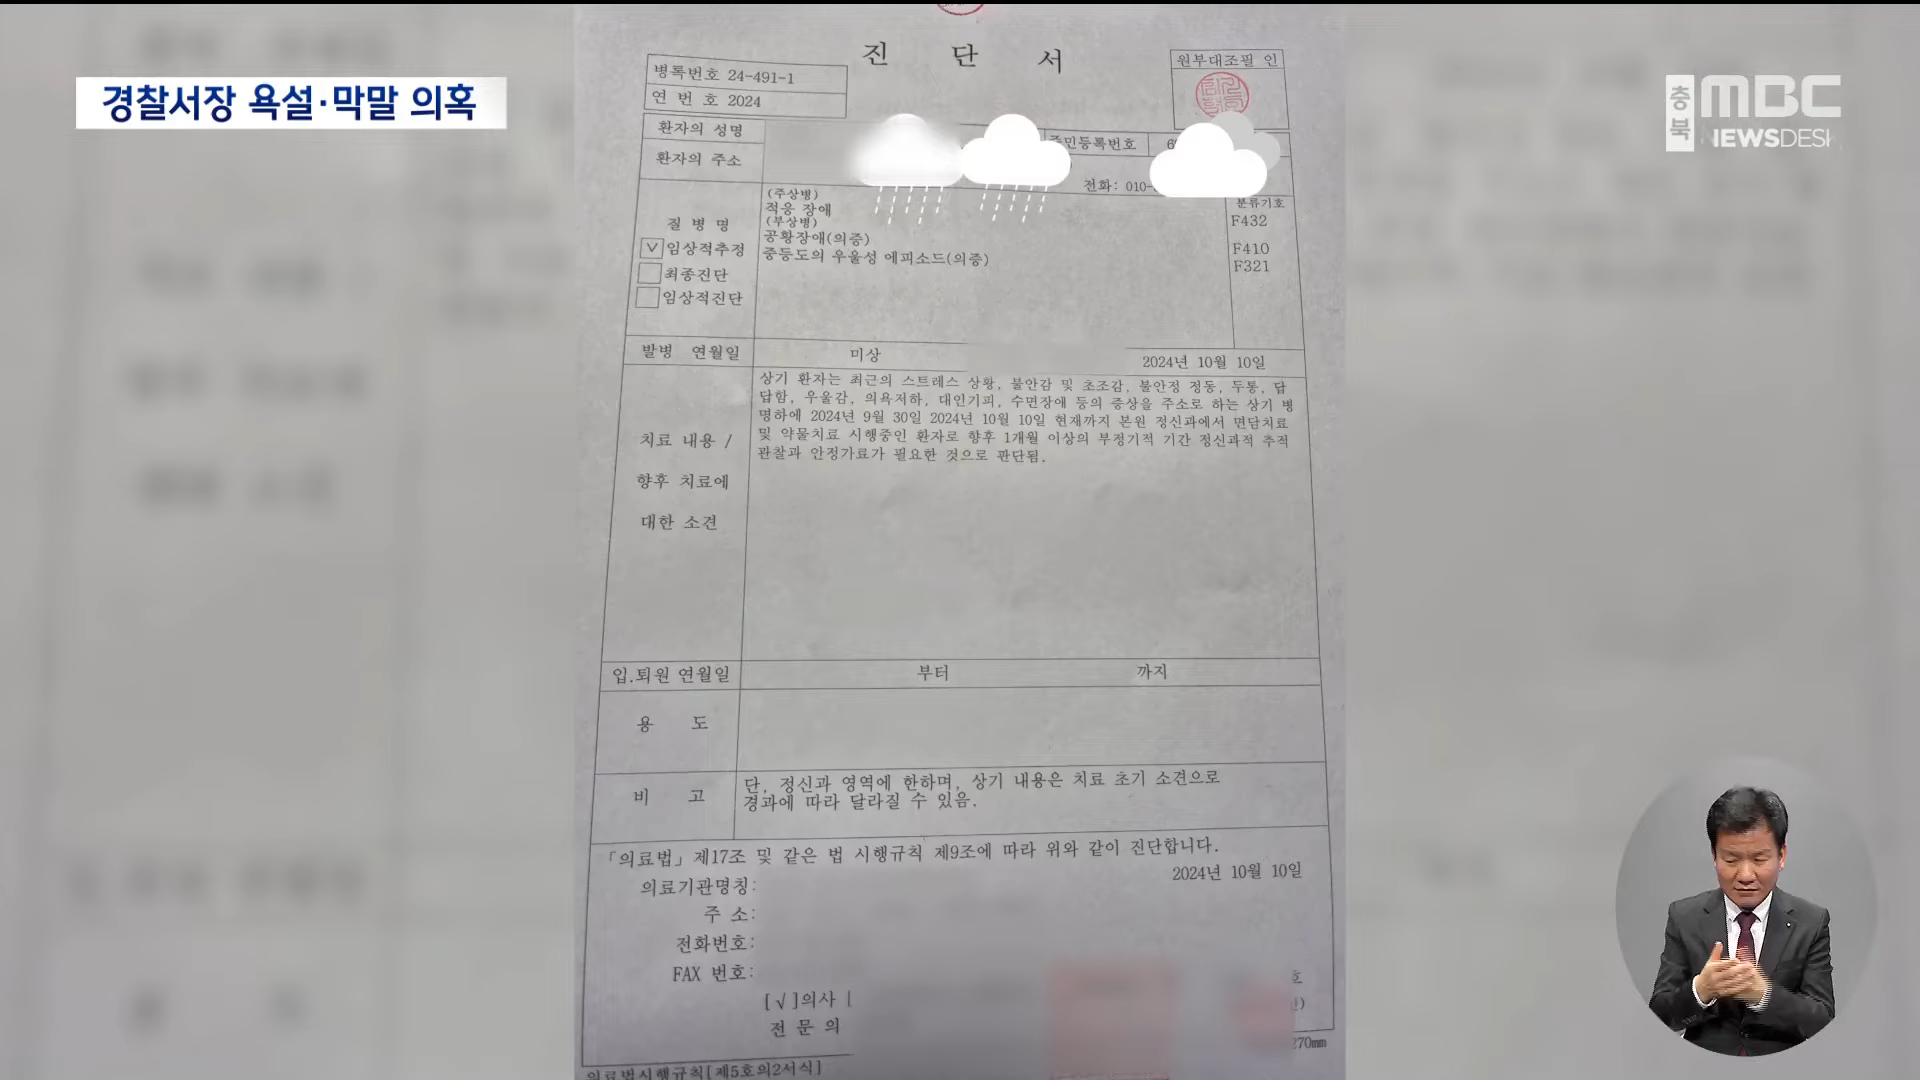 경찰서장 욕설·막말 의혹
충북
MBC
NEWSDESK
진 단 서
원부대조필 인
병록번호 24-491-1
연 번 호 2024
환자의 성명
주민등록번호
환자의 주소
전화: 010-
(주상병)
분류기호
적응 장애
F432
(부상병)
질 병 명
공황장애(의증)
F410
∨ 임상적추정
중등도의 우울성 에피소드(의증)
F321
최종진단
임상적진단
발병 연월일
미상
2024년 10월 10일
상기 환자는 최근의 스트레스 상황, 불안감 및 초조감, 불안정 정동, 두통, 답
답함, 우울감, 의욕저하, 대인기피, 수면장애 등의 증상을 주소로 하는 상기 병
명하에 2024년 9월 30일 2024년 10월 10일 현재까지 본원 정신과에서 면담치료
및 약물치료 시행중인 환자로 향후 1개월 이상의 부정기적 기간 정신과적 추적
관찰과 안정가료가 필요한 것으로 판단됨.
치료 내용 /
향후 치료에
대한 소견
입.퇴원 연월일
부터
까지
용 도
비 고
단, 정신과 영역에 한하며, 상기 내용은 치료 초기 소견으로
경과에 따라 달라질 수 있음.
「의료법」 제17조 및 같은 법 시행규칙 제9조에 따라 위와 같이 진단합니다.
2024년 10월 10일
의료기관명칭:
주 소:
전화번호:
FAX 번호:
호
[√]의사
전 문 의
270mm
의료법시행규칙[제5호의2서식]